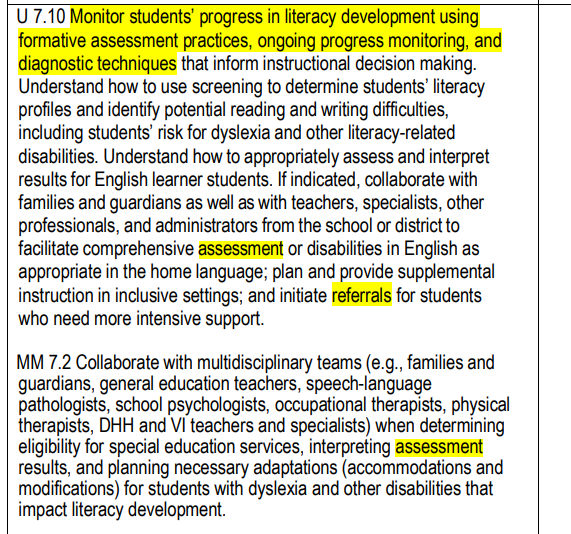 U 7.10 Monitor students’ progress in literacy development using
formative assessment practices, ongoing progress monitoring, and
diagnostic techniques that inform instructional decision making.
Understand how to use screening to determine students’ literacy
profiles and identify potential reading and writing difficulties,
including students’ risk for dyslexia and other literacy-related
disabilities. Understand how to appropriately assess and interpret
results for English learner students. If indicated, collaborate with
families and guardians as well as with teachers, specialists, other
professionals, and administrators from the school or district to
facilitate comprehensive assessment or disabilities in English as
appropriate in the home language; plan and provide supplemental
instruction in inclusive settings; and initiate referrals for students
who need more intensive support.
MM 7.2 Collaborate with multidisciplinary teams (e.g., families and
guardians, general education teachers, speech-language
pathologists, school psychologists, occupational therapists, physical
therapists, DHH and VI teachers and specialists) when determining
eligibility for special education services, interpreting assessment
results, and planning necessary adaptations (accommodations and
modifications) for students with dyslexia and other disabilities that
impact literacy development.